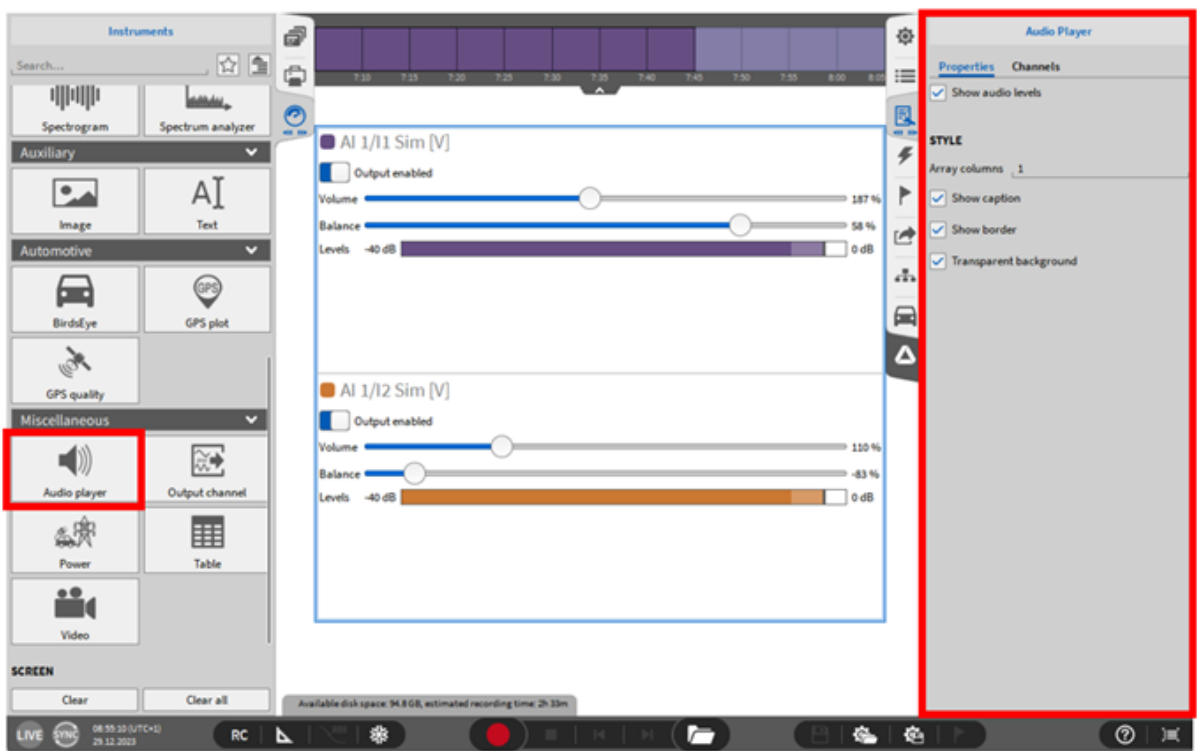 Instruments
Search...
Spectrogram
Spectrum analyzer
Auxiliary
Image
AI
Text
Automotive
BirdsEye
GPS
GPS plot
GPS quality
Miscellaneous
Audio player
Output channel
Power
Table
Video
SCREEN
Clear
Clear all
7:10 7:15 7:20 7:25 7:30 7:35 7:40 7:45 7:50 7:55 8:00 8:05
AI 1/I1 Sim [V]
Output enabled
Volume 187 %
Balance 58 %
Levels -40 dB 0 dB
AI 1/I2 Sim [V]
Output enabled
Volume 110 %
Balance -83 %
Levels -40 dB 0 dB
Available disk space: 94.8 GB, estimated recording time: 2h 33m
Audio Player
Properties Channels
Show audio levels
STYLE
Array columns 1
Show caption
Show border
Transparent background
LIVE SYNC
08:55:10 (UTC+1)
29.12.2023
RC